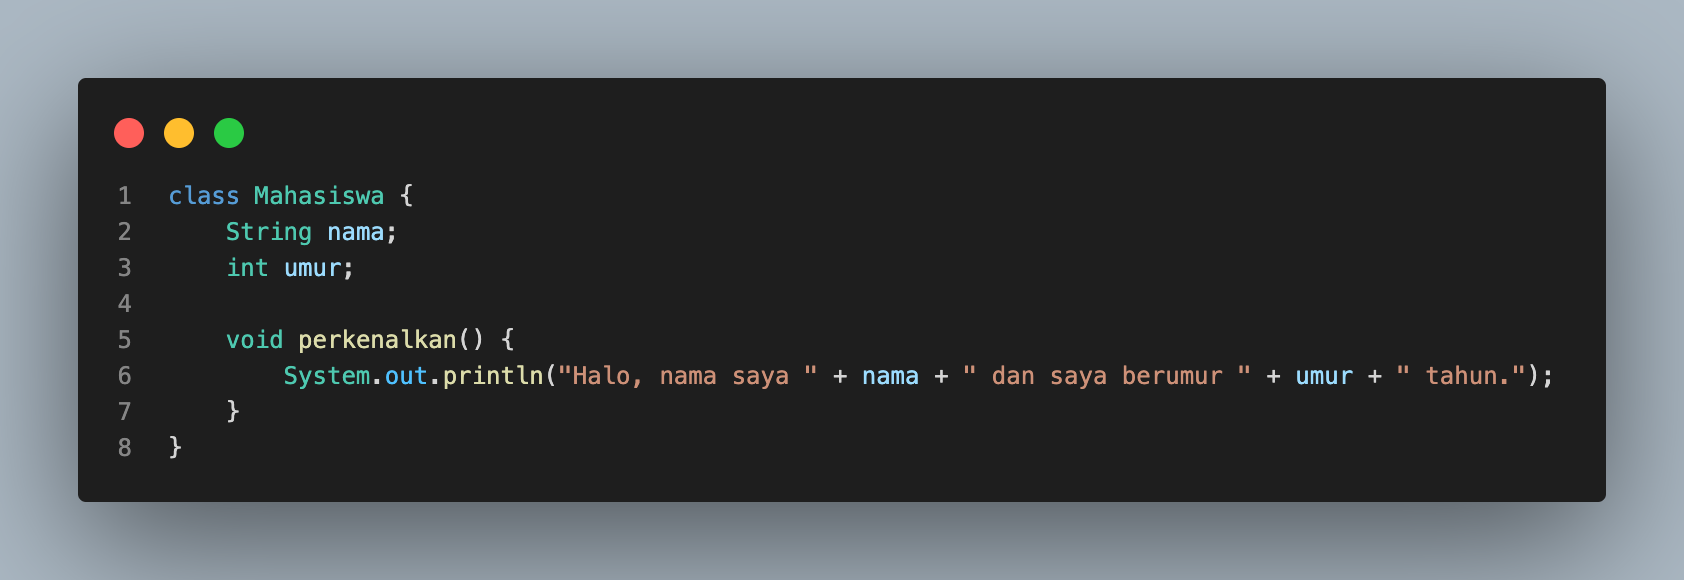 1 class Mahasiswa {
2     String nama;
3     int umur;
4
5     void perkenalkan() {
6         System.out.println("Halo, nama saya " + nama + " dan saya berumur " + umur + " tahun.");
7     }
8 }